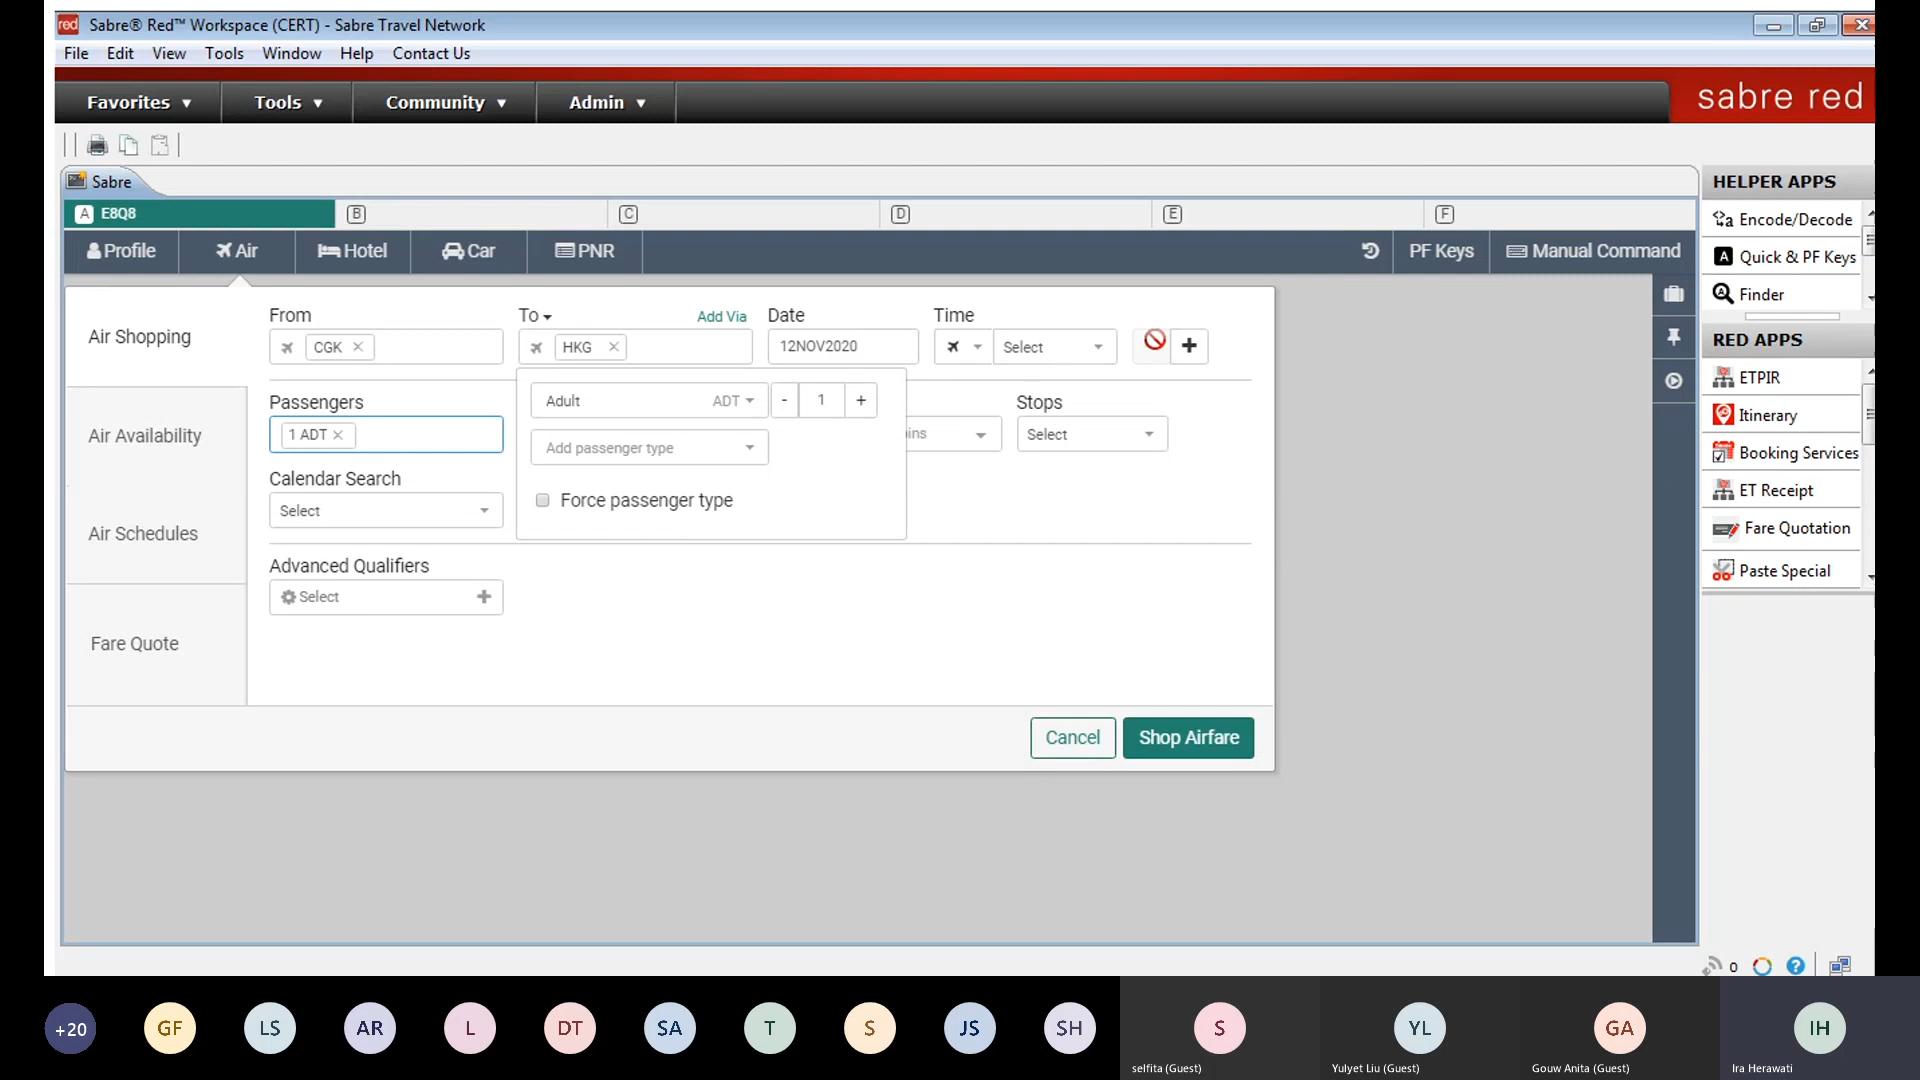 red Sabre® Red™ Workspace (CERT) - Sabre Travel Network
File Edit View Tools Window Help Contact Us
Favorites Tools Community Admin sabre red
Sabre
A E8Q8 B C D E F
Profile Air Hotel Car PNR PF Keys Manual Command
Air Shopping
Air Availability
Air Schedules
Fare Quote
From To Add Via Date Time
CGK HKG 12NOV2020 Select
Passengers Stops
1 ADT Select
Adult ADT - 1 +
Add passenger type
Force passenger type
Calendar Search
Select
Advanced Qualifiers
Select
Cancel Shop Airfare
HELPER APPS
Encode/Decode
A Quick & PF Keys
Finder
RED APPS
ETPIR
Itinerary
Booking Services
ET Receipt
Fare Quotation
Paste Special
0
+20 GF LS AR L DT SA T S JS SH S YL GA IH
selfita (Guest) Yulyet Liu (Guest) Gouw Anita (Guest) Ira Herawati